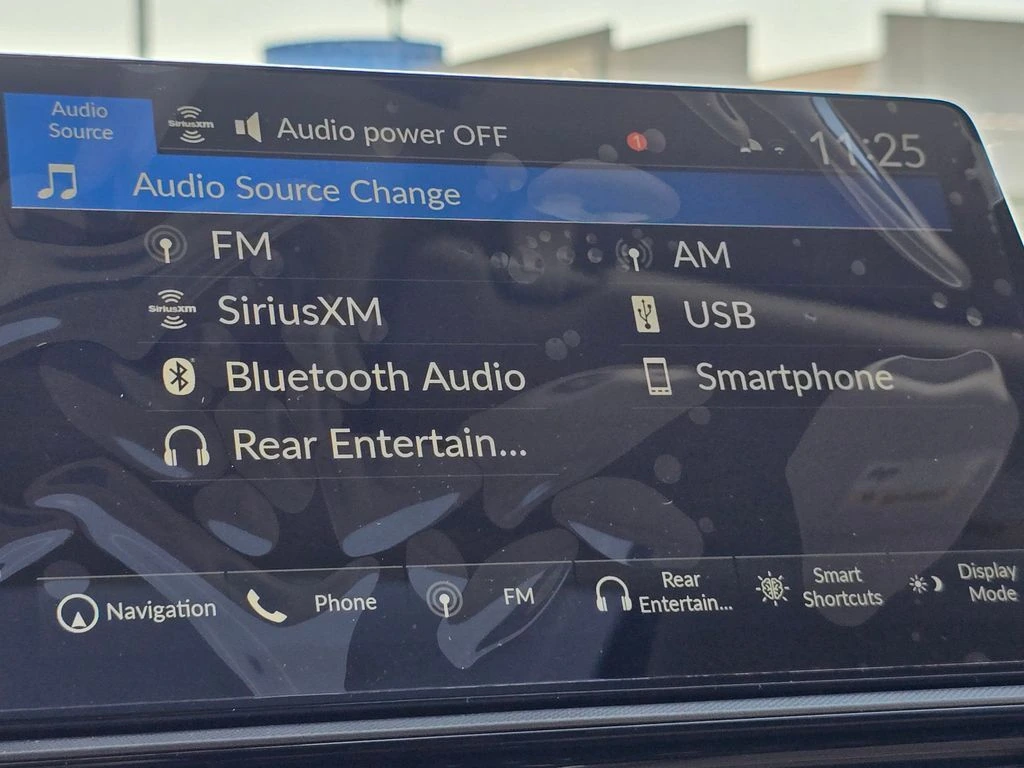 Audio
Source
SiriusXM
Audio power OFF
1
11:25
Audio Source Change
FM
AM
SiriusXM
SiriusXM
USB
Bluetooth Audio
Smartphone
Rear Entertain...
Navigation
Phone
FM
Rear
Entertain...
Smart
Shortcuts
Display
Mode